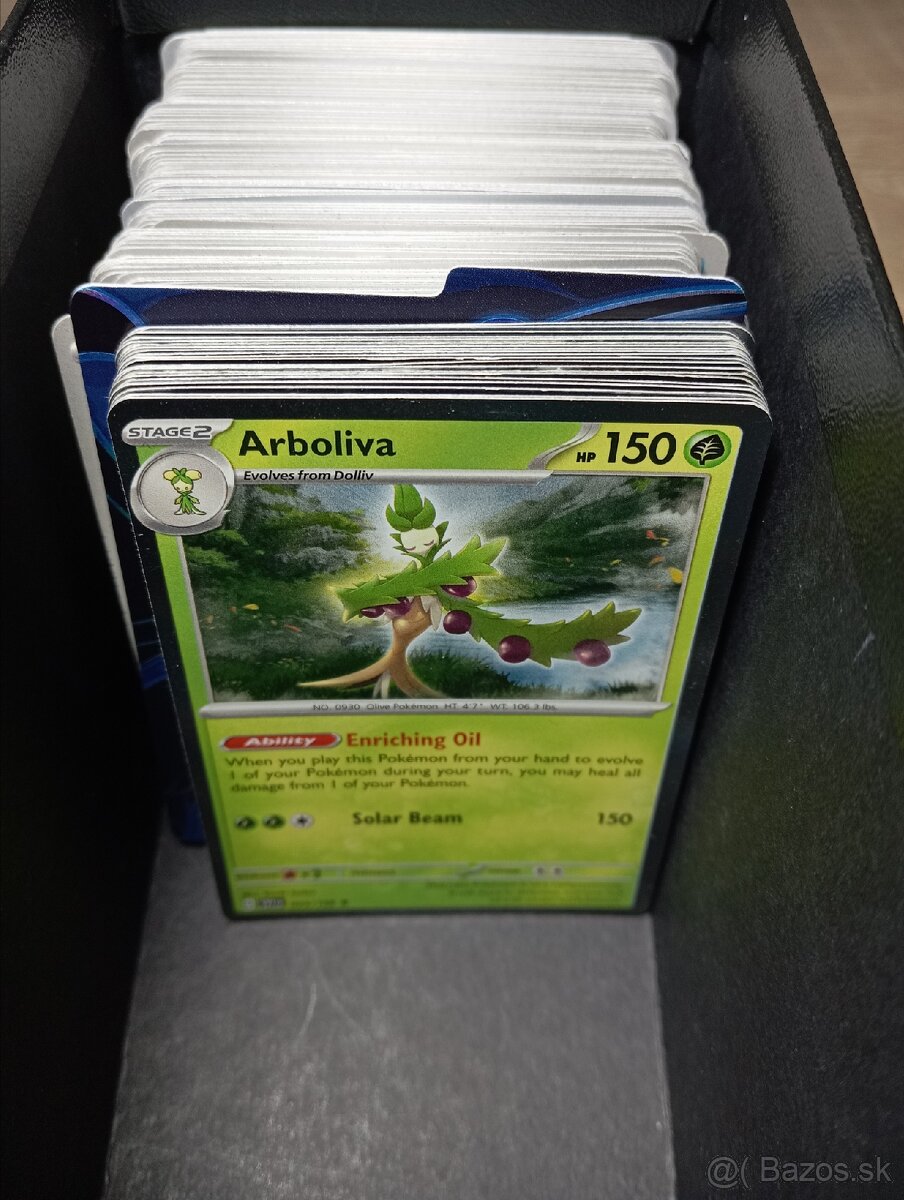 STAGE2 Arboliva HP 150
Evolves from Dolliv
NO. 0930 Olive Pokémon HT 4'7" WT. 106.3 lbs.
Ability Enriching Oil
When you play this Pokémon from your hand to evolve
1 of your Pokémon during your turn, you may heal all
damage from 1 of your Pokémon.
Solar Beam 150
@( Bazos.sk